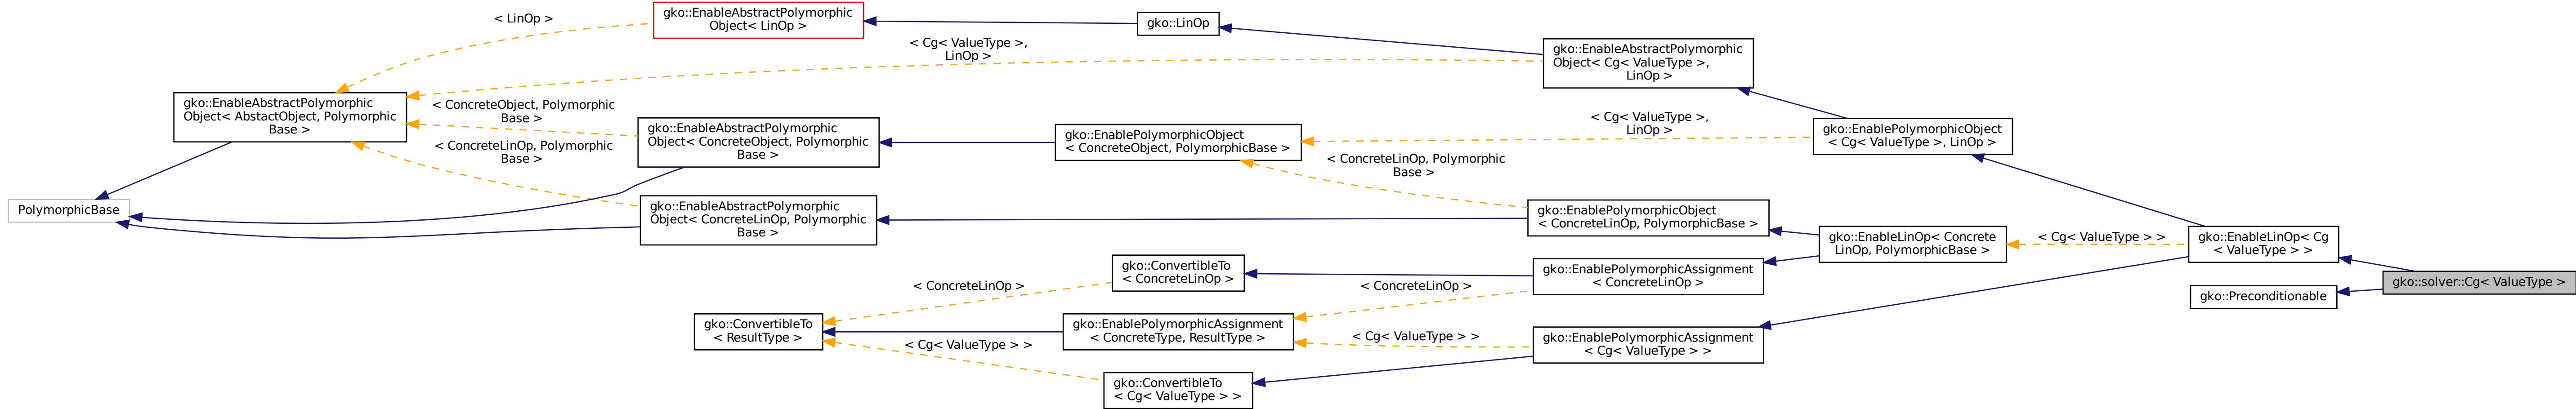 PolymorphicBase
gko::EnableAbstractPolymorphic
Object< AbstactObject, Polymorphic
Base >
< LinOp >
< Cg< ValueType >,
LinOp >
< ConcreteObject, Polymorphic
Base >
< ConcreteLinOp, Polymorphic
Base >
gko::EnableAbstractPolymorphic
Object< LinOp >
gko::LinOp
gko::EnableAbstractPolymorphic
Object< Cg< ValueType >,
LinOp >
gko::EnableAbstractPolymorphic
Object< ConcreteObject, Polymorphic
Base >
gko::EnablePolymorphicObject
< ConcreteObject, PolymorphicBase >
< Cg< ValueType >,
LinOp >
< ConcreteLinOp, Polymorphic
Base >
gko::EnablePolymorphicObject
< Cg< ValueType >, LinOp >
gko::EnableAbstractPolymorphic
Object< ConcreteLinOp, Polymorphic
Base >
gko::EnablePolymorphicObject
< ConcreteLinOp, PolymorphicBase >
gko::EnableLinOp< Concrete
LinOp, PolymorphicBase >
< Cg< ValueType > >
gko::EnableLinOp< Cg
< ValueType > >
gko::solver::Cg< ValueType >
gko::Preconditionable
gko::ConvertibleTo
< ConcreteLinOp >
gko::EnablePolymorphicAssignment
< ConcreteLinOp >
< ConcreteLinOp >
< ConcreteLinOp >
gko::ConvertibleTo
< ResultType >
gko::EnablePolymorphicAssignment
< ConcreteType, ResultType >
< Cg< ValueType > >
< Cg< ValueType > >
gko::EnablePolymorphicAssignment
< Cg< ValueType > >
gko::ConvertibleTo
< Cg< ValueType > >